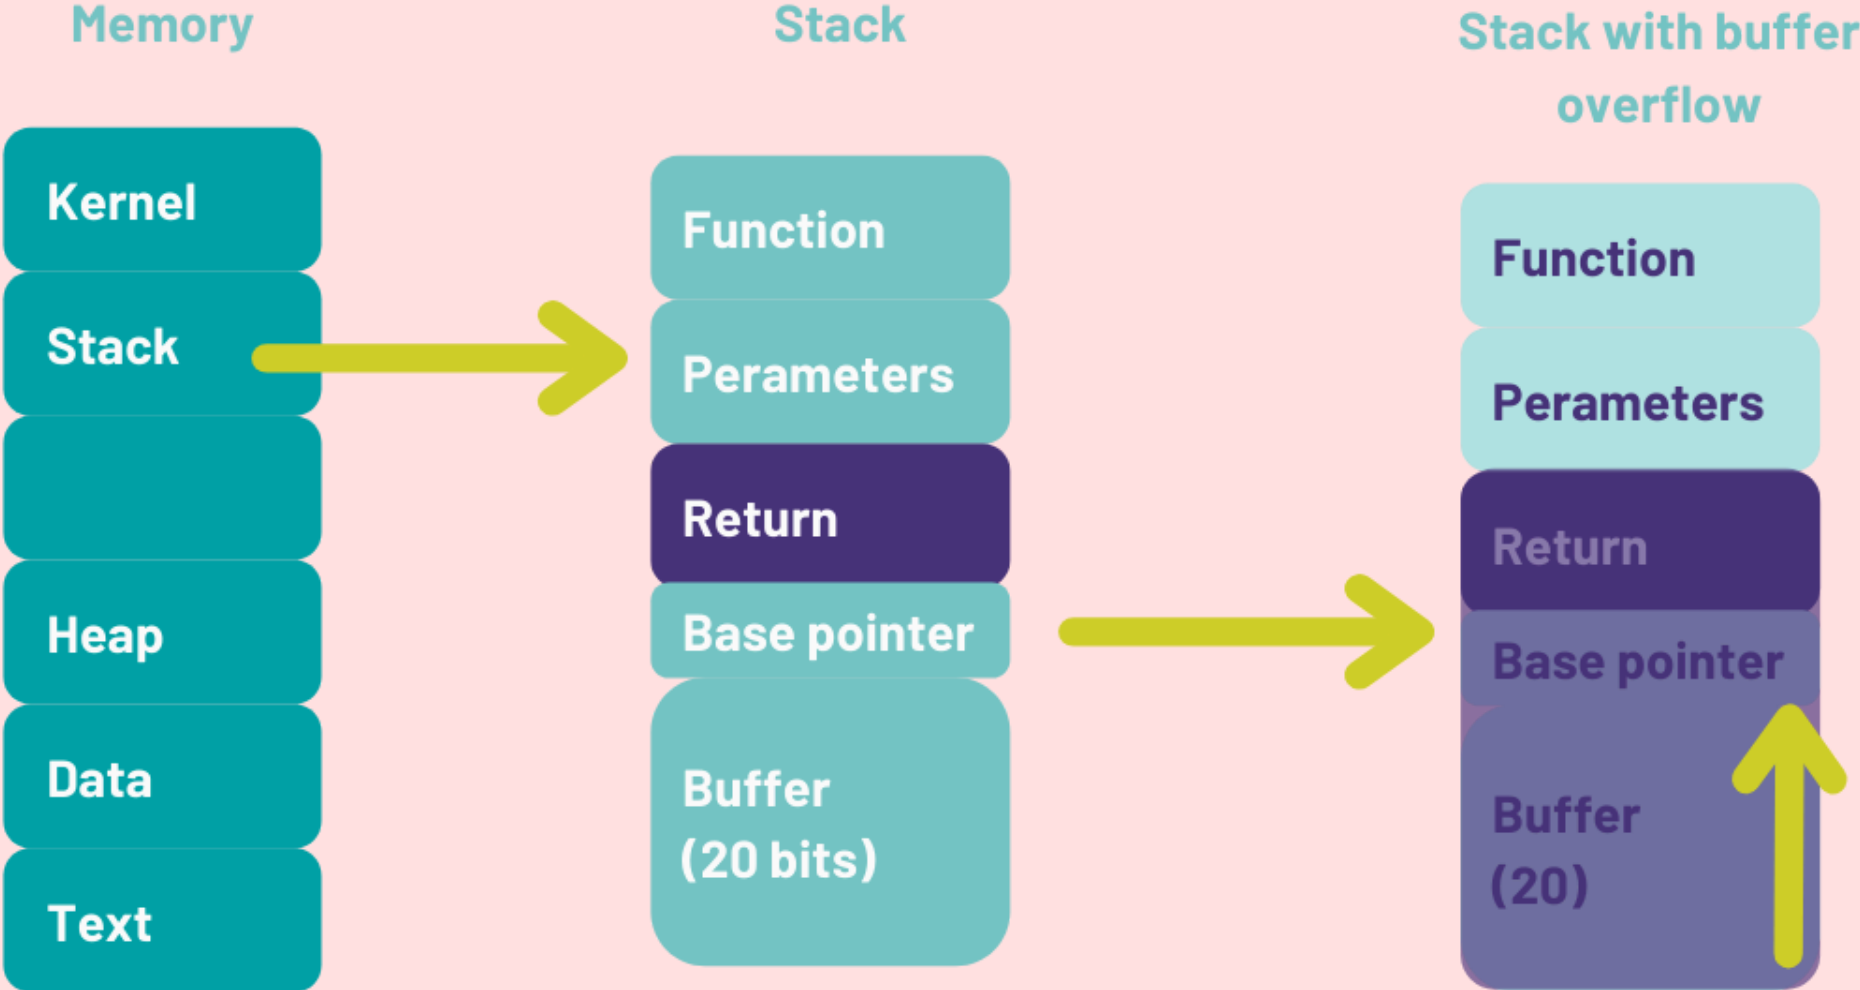 Memory
Kernel
Stack
Heap
Data
Text
Stack
Function
Perameters
Return
Base pointer
Buffer
(20 bits)
Stack with buffer
overflow
Function
Perameters
Return
Base pointer
Buffer
(20)